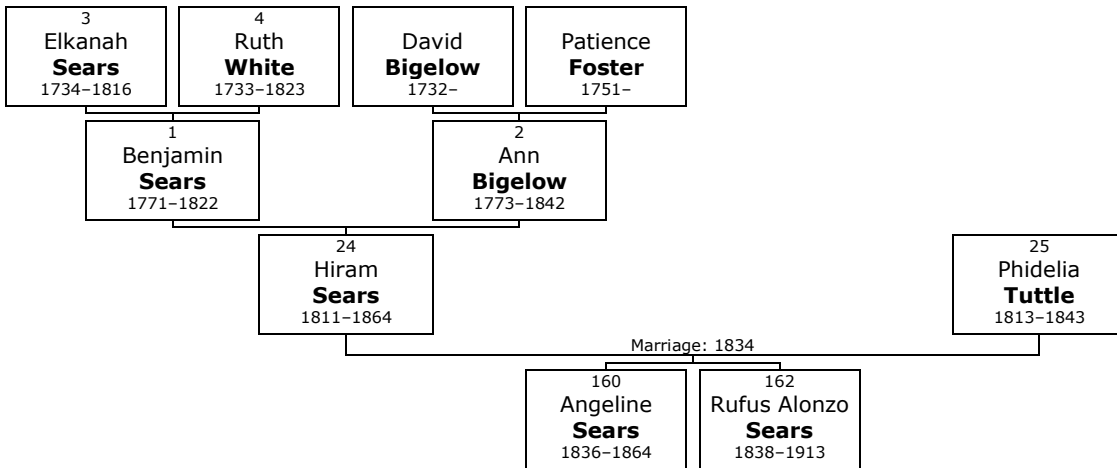 3
Elkanah
Sears
1734–1816
4
Ruth
White
1733–1823
David
Bigelow
1732–
Patience
Foster
1751–
1
Benjamin
Sears
1771–1822
2
Ann
Bigelow
1773–1842
24
Hiram
Sears
1811–1864
25
Phidelia
Tuttle
1813–1843
Marriage: 1834
160
Angeline
Sears
1836–1864
162
Rufus Alonzo
Sears
1838–1913